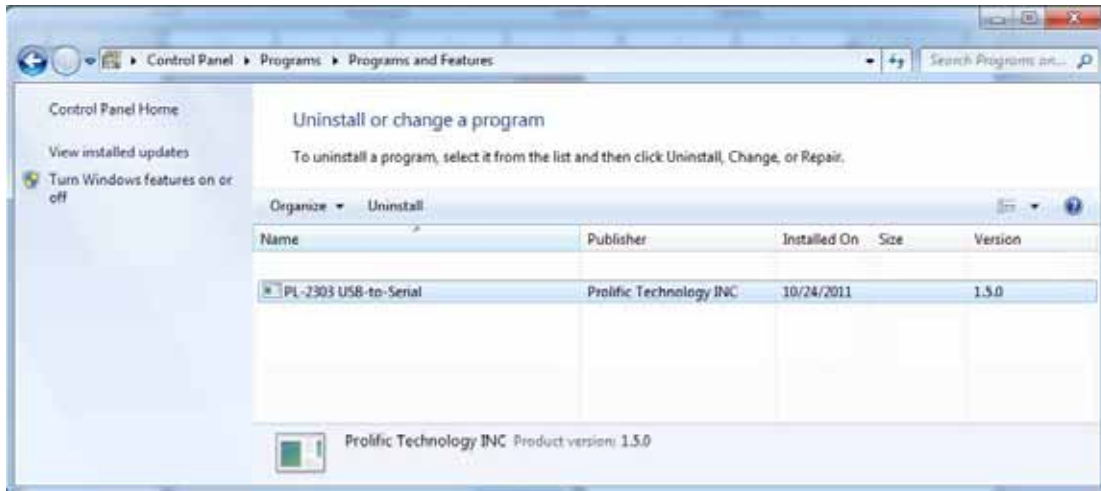 Control Panel ▸ Programs ▸ Programs and Features
Search Programs an...
Control Panel Home
View installed updates
Turn Windows features on or
off
Uninstall or change a program
To uninstall a program, select it from the list and then click Uninstall, Change, or Repair.
Organize Uninstall
Name Publisher Installed On Size Version
PL-2303 USB-to-Serial Prolific Technology INC 10/24/2011 1.5.0
Prolific Technology INC Product version: 1.5.0